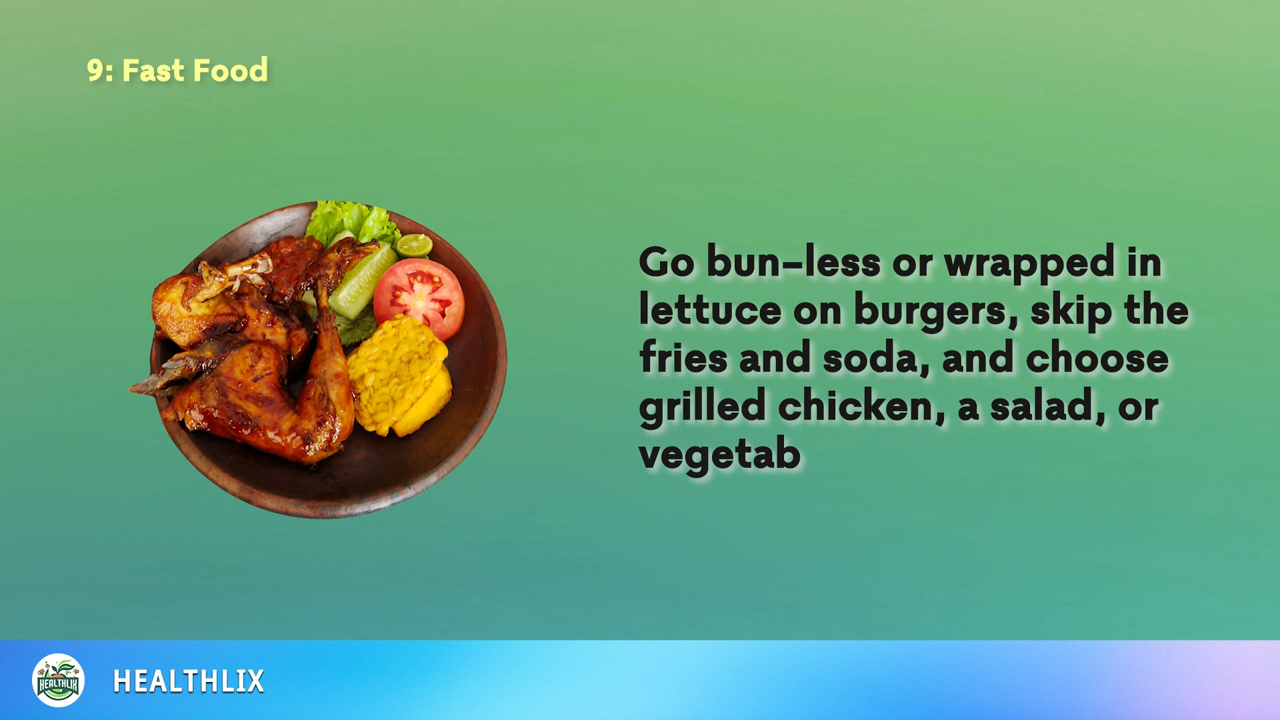 9: Fast Food
Go bun-less or wrapped in
lettuce on burgers, skip the
fries and soda, and choose
grilled chicken, a salad, or
vegetab
HEALTHLIX
HEALTHLIX